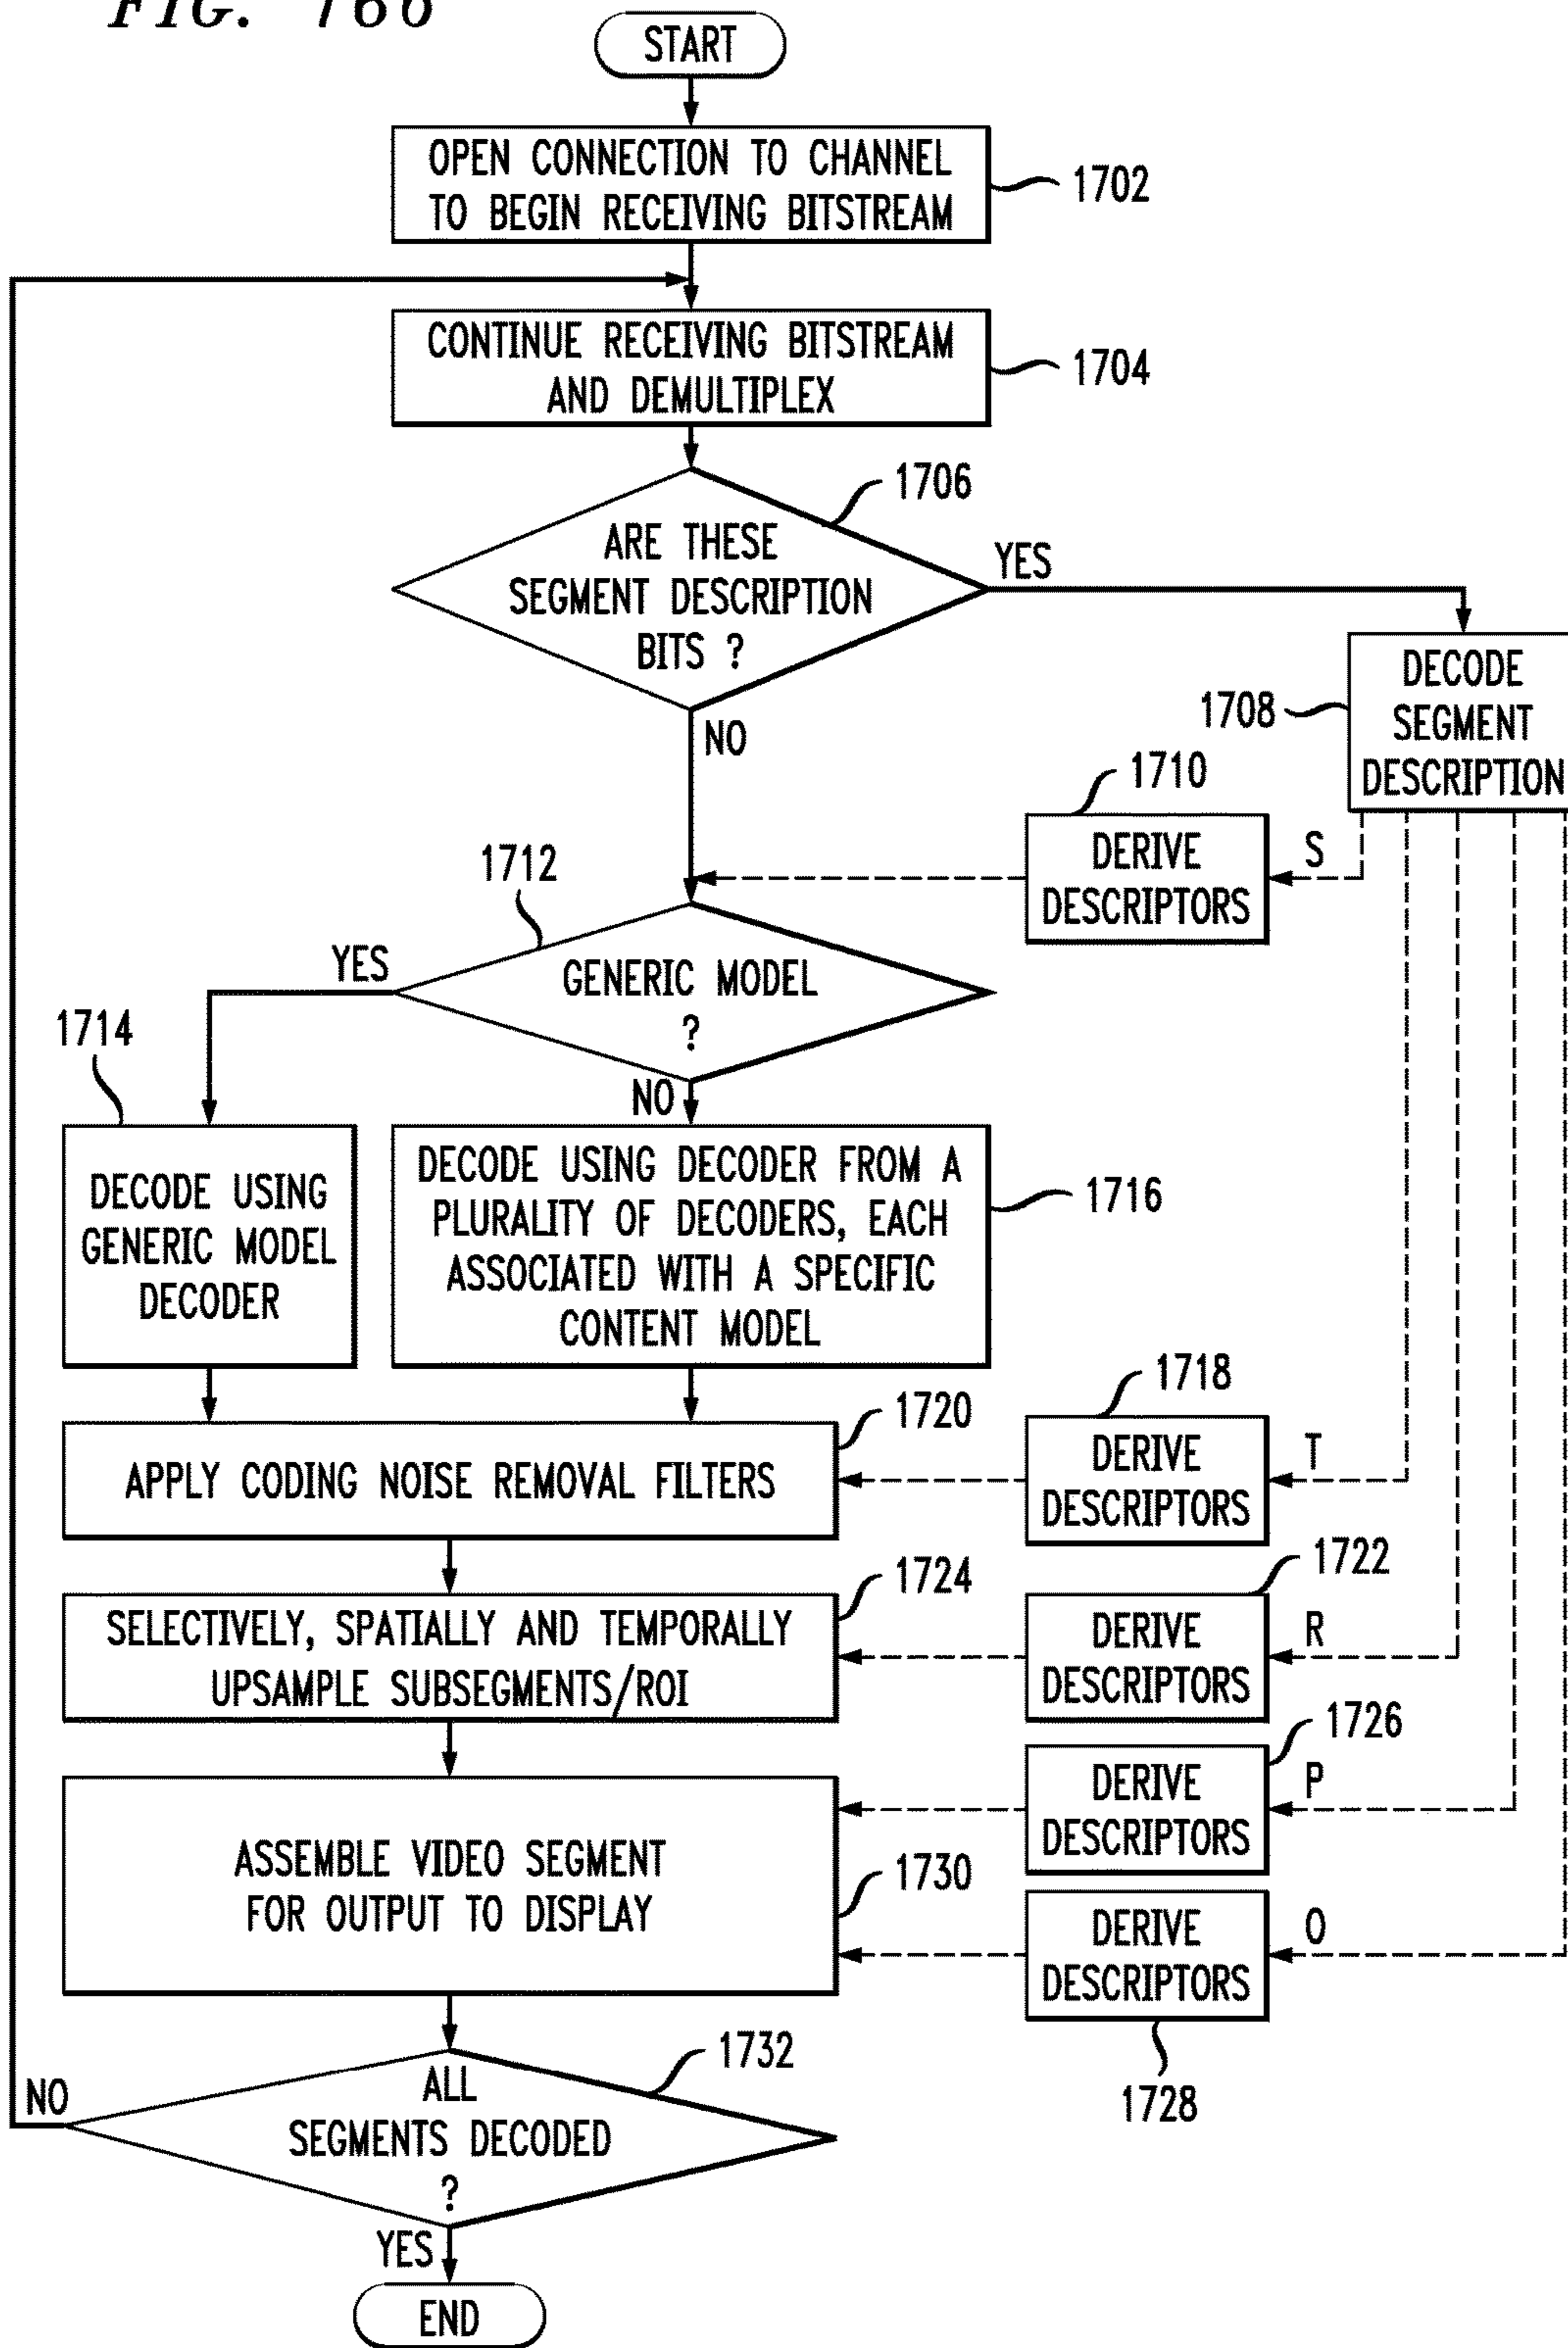 FIG.
START
OPEN CONNECTION TO CHANNEL
TO BEGIN RECEIVING BITSTREAM
1702
CONTINUE RECEIVING BITSTREAM
AND DEMULTIPLEX
1704
1706
ARE THESE
SEGMENT DESCRIPTION
BITS ?
YES
NO
DECODE
SEGMENT
DESCRIPTION
1708
1710
DERIVE
DESCRIPTORS
S
1712
GENERIC MODEL
?
YES
NO
1714
DECODE USING
GENERIC MODEL
DECODER
DECODE USING DECODER FROM A
PLURALITY OF DECODERS, EACH
ASSOCIATED WITH A SPECIFIC
CONTENT MODEL
1716
1718
DERIVE
DESCRIPTORS
T
1720
APPLY CODING NOISE REMOVAL FILTERS
1722
DERIVE
DESCRIPTORS
R
1724
SELECTIVELY, SPATIALLY AND TEMPORALLY
UPSAMPLE SUBSEGMENTS/ROI
1726
DERIVE
DESCRIPTORS
P
ASSEMBLE VIDEO SEGMENT
FOR OUTPUT TO DISPLAY
1730
DERIVE
DESCRIPTORS
O
1728
1732
ALL
SEGMENTS DECODED
?
NO
YES
END